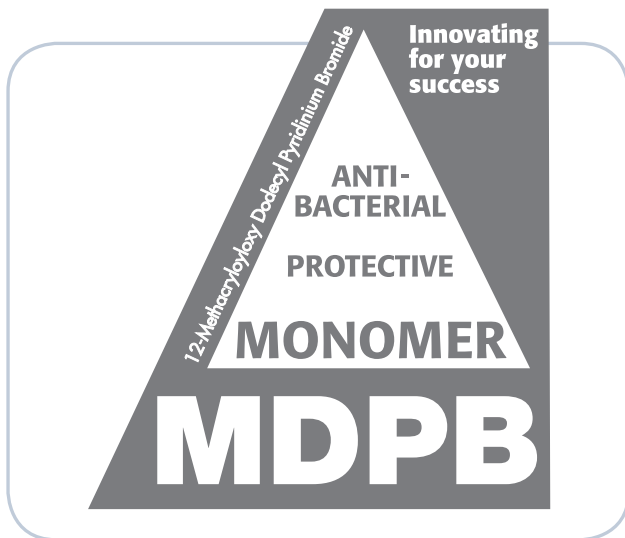 Innovating
for your
success
12-Methacryloyloxy Dodecyl Pyridinium Bromide
ANTI-
BACTERIAL
PROTECTIVE
MONOMER
MDPB